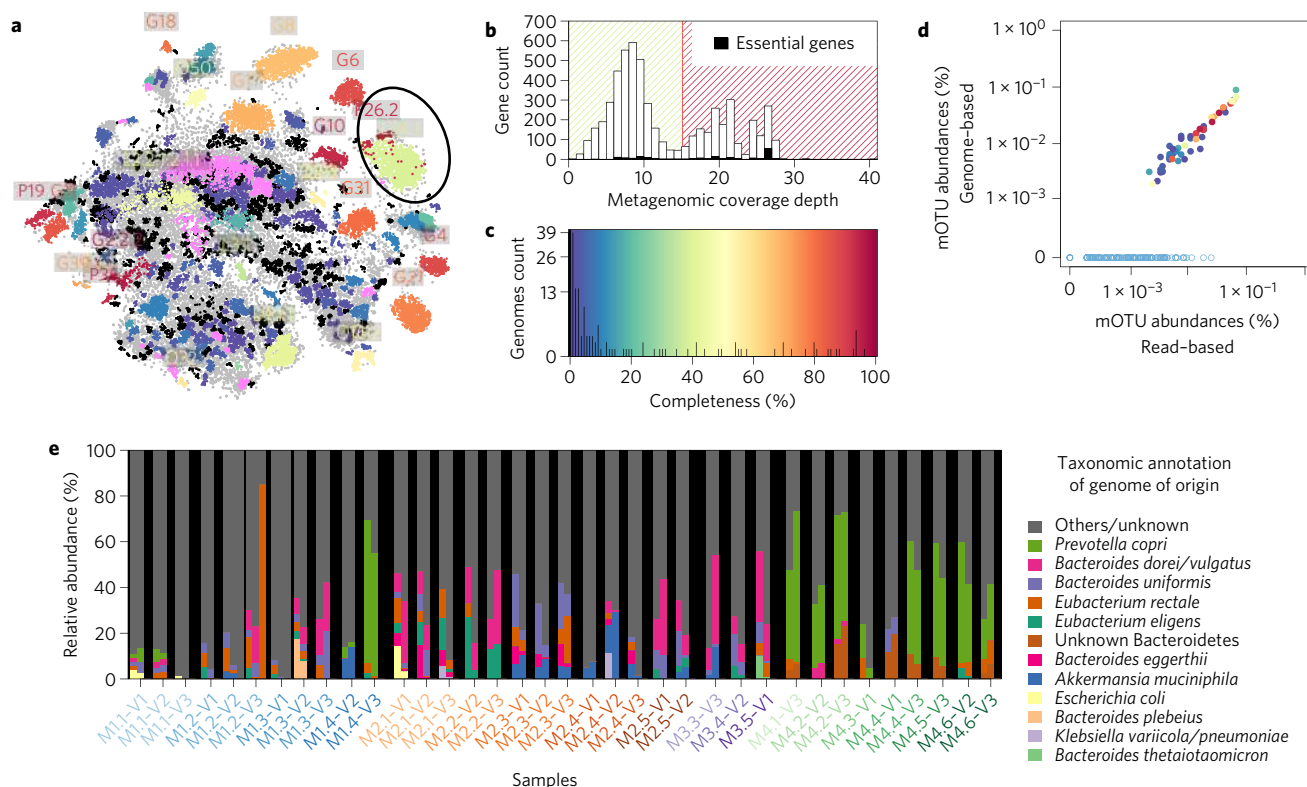 a
G18
G8
G6
P26.2
G10
G31
P19
G4
b
700
600
500
400
300
200
100
0
Gene count
Essential genes
0 10 20 30 40
Metagenomic coverage depth
c
39
26
13
0
Genomes count
0 20 40 60 80 100
Completeness (%)
d
1 × 10⁰
1 × 10⁻¹
1 × 10⁻²
1 × 10⁻³
0
mOTU abundances (%)
Genome-based
0 1 × 10⁻³ 1 × 10⁻¹
mOTU abundances (%)
Read-based
e
100
80
60
40
20
0
Relative abundance (%)
M1.1-V1
M1.1-V2
M1.1-V3
M1.2-V1
M1.2-V2
M1.2-V3
M1.3-V1
M1.3-V2
M1.3-V3
M1.4-V2
M1.4-V3
M2.1-V1
M2.1-V2
M2.1-V3
M2.2-V1
M2.2-V2
M2.2-V3
M2.3-V1
M2.3-V2
M2.3-V3
M2.4-V1
M2.4-V2
M2.4-V3
M2.5-V1
M2.5-V2
M3.3-V3
M3.4-V2
M3.5-V1
M4.1-V3
M4.2-V2
M4.2-V3
M4.3-V1
M4.4-V1
M4.4-V3
M4.5-V3
M4.6-V2
M4.6-V3
Samples
Taxonomic annotation
of genome of origin
Others/unknown
Prevotella copri
Bacteroides dorei/vulgatus
Bacteroides uniformis
Eubacterium rectale
Eubacterium eligens
Unknown Bacteroidetes
Bacteroides eggerthii
Akkermansia muciniphila
Escherichia coli
Bacteroides plebeius
Klebsiella variicola/pneumoniae
Bacteroides thetaiotaomicron